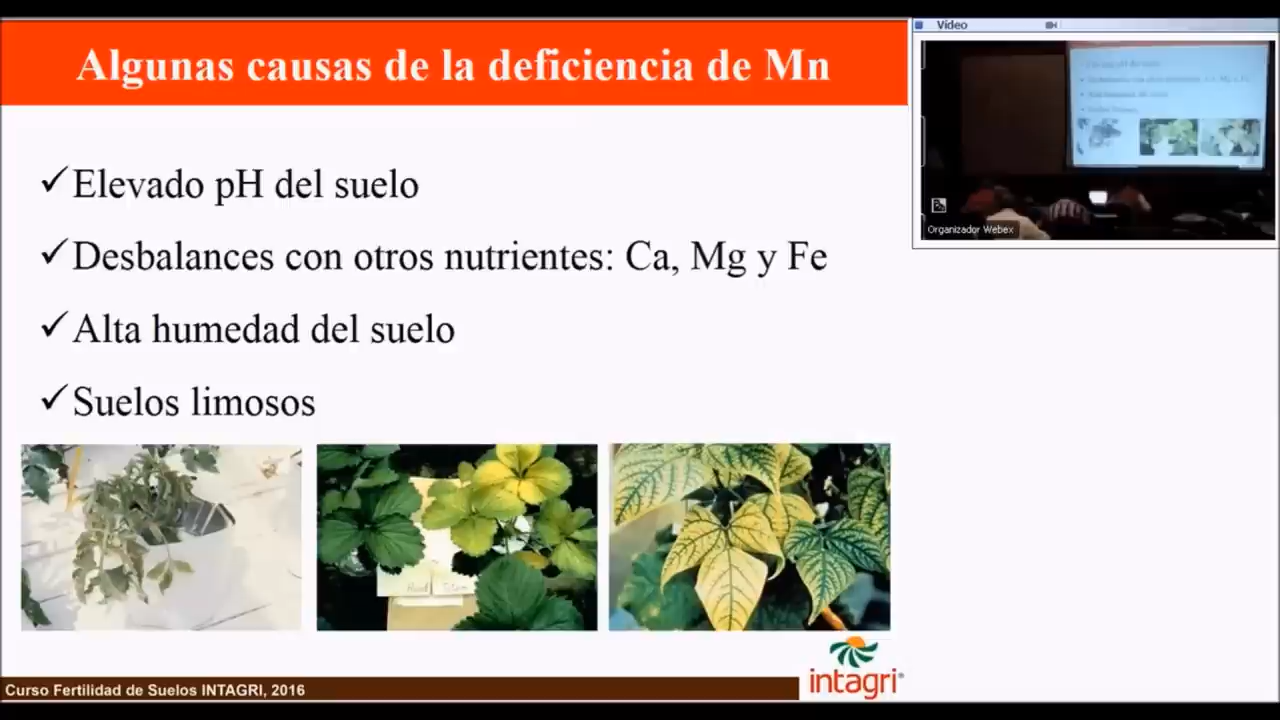 Algunas causas de la deficiencia de Mn
✓Elevado pH del suelo
✓Desbalances con otros nutrientes: Ca, Mg y Fe
✓Alta humedad del suelo
✓Suelos limosos
Curso Fertilidad de Suelos INTAGRI, 2016
intagri®
Vídeo
Organizador Webex